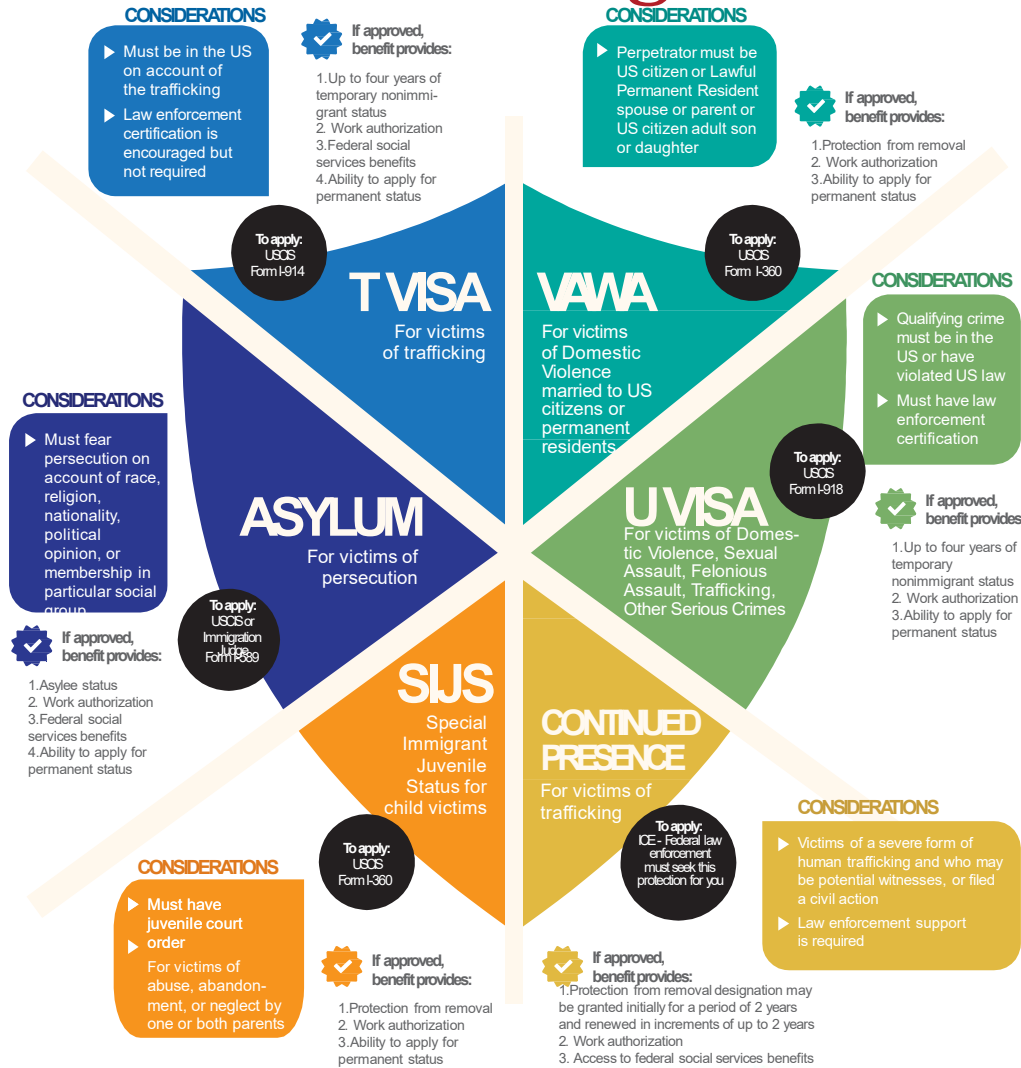 CONSIDERATIONS
Must be in the US
on account of
the trafficking
Law enforcement
certification is
encouraged but
not required
If approved,
benefit provides:
1.Up to four years of
temporary nonimmi-
grant status
2. Work authorization
3.Federal social
services benefits
4.Ability to apply for
permanent status
To apply:
USCIS
Form I-914
T VISA
For victims
of trafficking
CONSIDERATIONS
Perpetrator must be
US citizen or Lawful
Permanent Resident
spouse or parent or
US citizen adult son
or daughter
If approved,
benefit provides:
1.Protection from removal
2. Work authorization
3.Ability to apply for
permanent status
To apply:
USCIS
Form I-360
VAWA
For victims
of Domestic
Violence
married to US
citizens or
permanent
residents
CONSIDERATIONS
Qualifying crime
must be in the
US or have
violated US law
Must have law
enforcement
certification
To apply:
USCIS
Form I-918
If approved,
benefit provides
1.Up to four years of
temporary
nonimmigrant status
2. Work authorization
3.Ability to apply for
permanent status
U VISA
For victims of Domes-
tic Violence, Sexual
Assault, Felonious
Assault, Trafficking,
Other Serious Crimes
CONSIDERATIONS
Must fear
persecution on
account of race,
religion,
nationality,
political
opinion, or
membership in
particular social
group
ASYLUM
For victims of
persecution
To apply:
USCIS or
Immigration
Judge
Form I-589
If approved,
benefit provides:
1.Asylee status
2. Work authorization
3.Federal social
services benefits
4.Ability to apply for
permanent status
SIJS
Special
Immigrant
Juvenile
Status for
child victims
To apply:
USCIS
Form I-360
CONSIDERATIONS
Must have
juvenile court
order
For victims of
abuse, abandon-
ment, or neglect by
one or both parents
If approved,
benefit provides:
1.Protection from removal
2. Work authorization
3.Ability to apply for
permanent status
CONTINUED
PRESENCE
For victims of
trafficking
To apply:
ICE - Federal law
enforcement
must seek this
protection for you
CONSIDERATIONS
Victims of a severe form of
human trafficking and who may
be potential witnesses, or filed
a civil action
Law enforcement support
is required
If approved,
benefit provides:
1.Protection from removal designation may
be granted initially for a period of 2 years
and renewed in increments of up to 2 years
2. Work authorization
3. Access to federal social services benefits